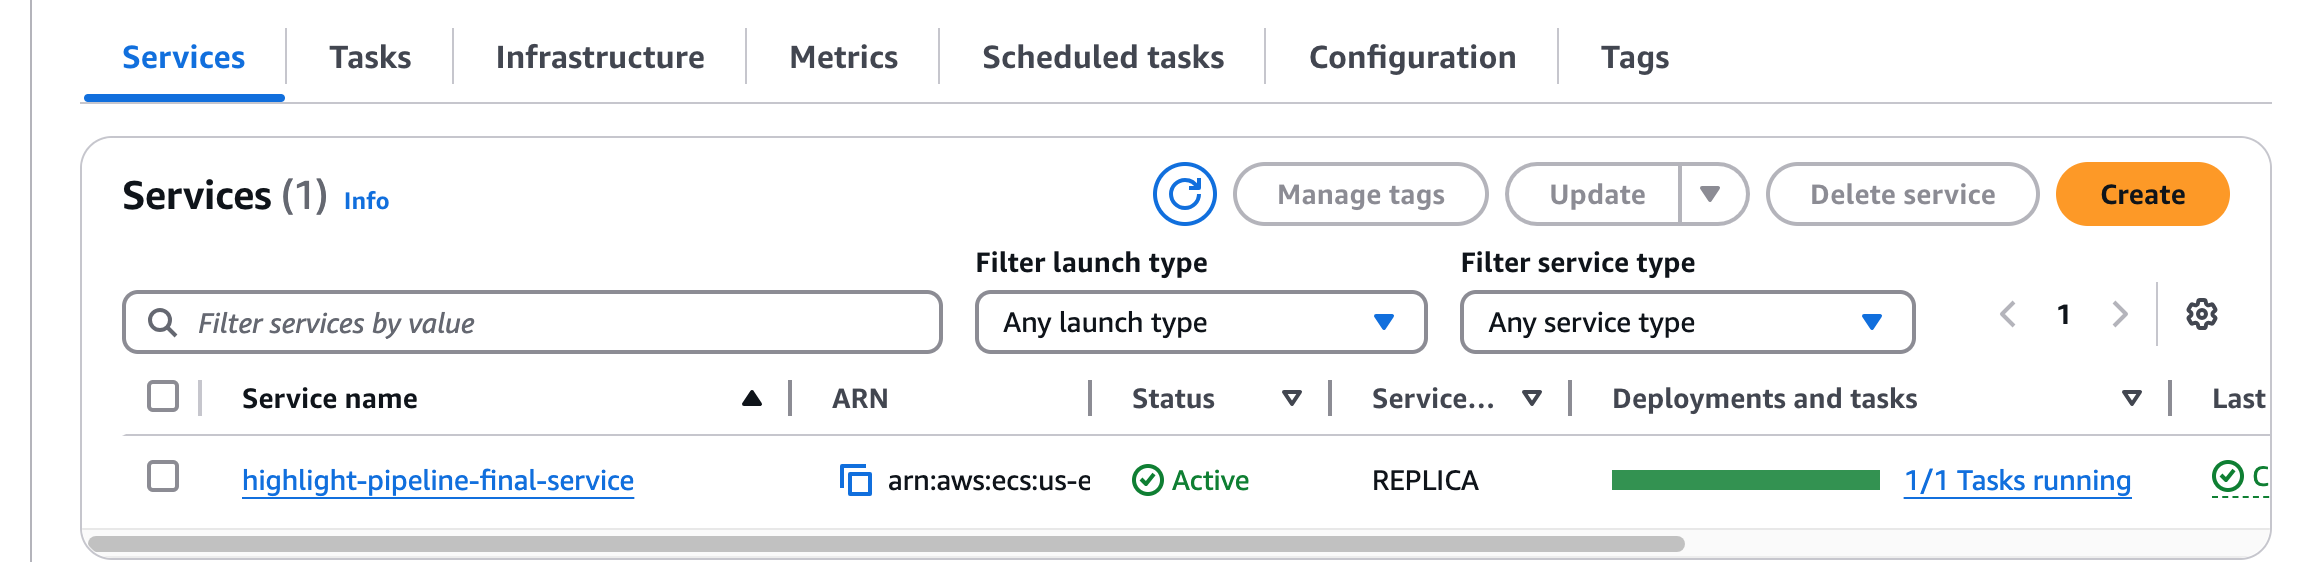 Services Tasks Infrastructure Metrics Scheduled tasks Configuration Tags
Services (1) Info Manage tags Update Delete service Create
Filter launch type Filter service type
Filter services by value Any launch type Any service type 1
Service name ARN Status Service... Deployments and tasks Last
highlight-pipeline-final-service arn:aws:ecs:us-e Active REPLICA 1/1 Tasks running C